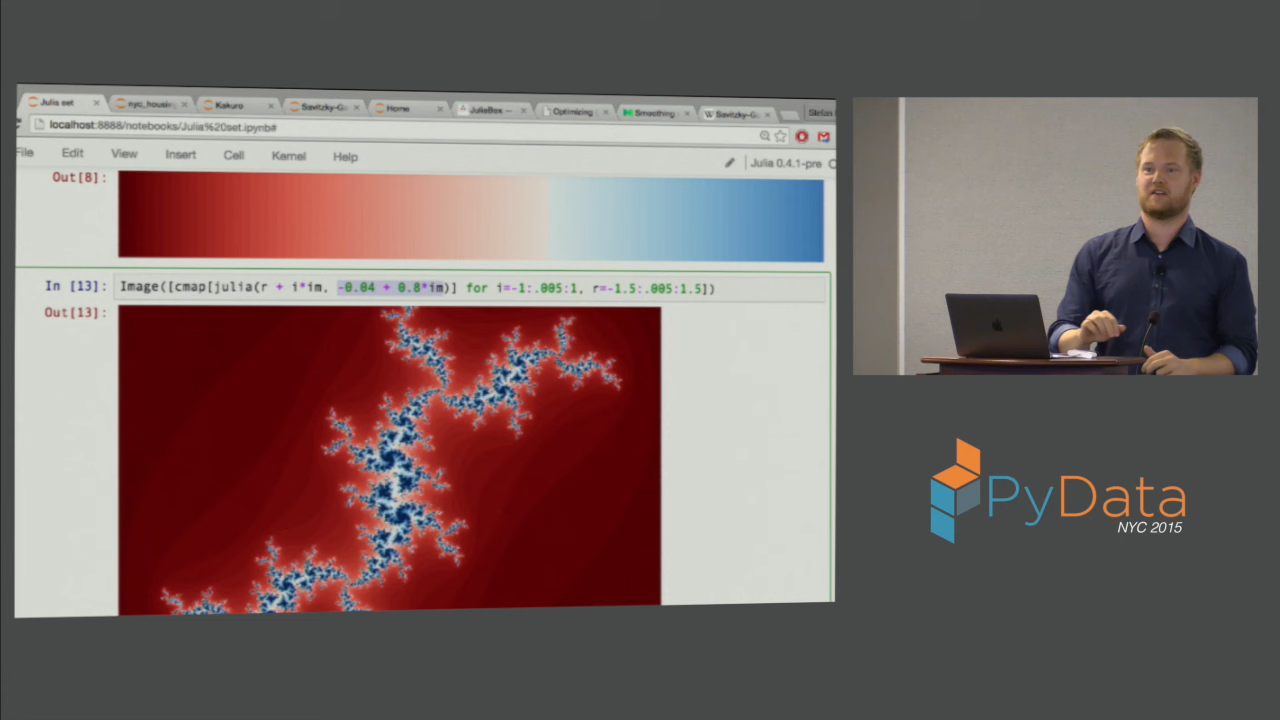 Julia set
nyc_housing
Kakuro
Savitzky-Go
Home
JuliaBox —
Optimizing
Smoothing
Savitzky-Go
Stefan
localhost:8888/notebooks/Julia%20set.ipynb#
File Edit View Insert Cell Kernel Help
Julia 0.4.1-pre
Out[8]:
In [13]: Image([cmap[julia(r + i*im, -0.04 + 0.8*im)] for i=-1:.005:1, r=-1.5:.005:1.5])
Out[13]:
PyData
NYC 2015